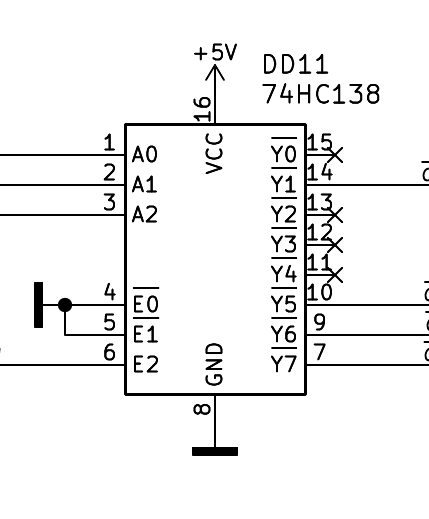 +5V
DD11
74HC138
16
1 A0 VCC Y0 15
2 A1 Y1 14
3 A2 Y2 13
Y3 12
Y4 11
4 E0 Y5 10
5 E1 Y6 9
6 E2 GND Y7 7
8